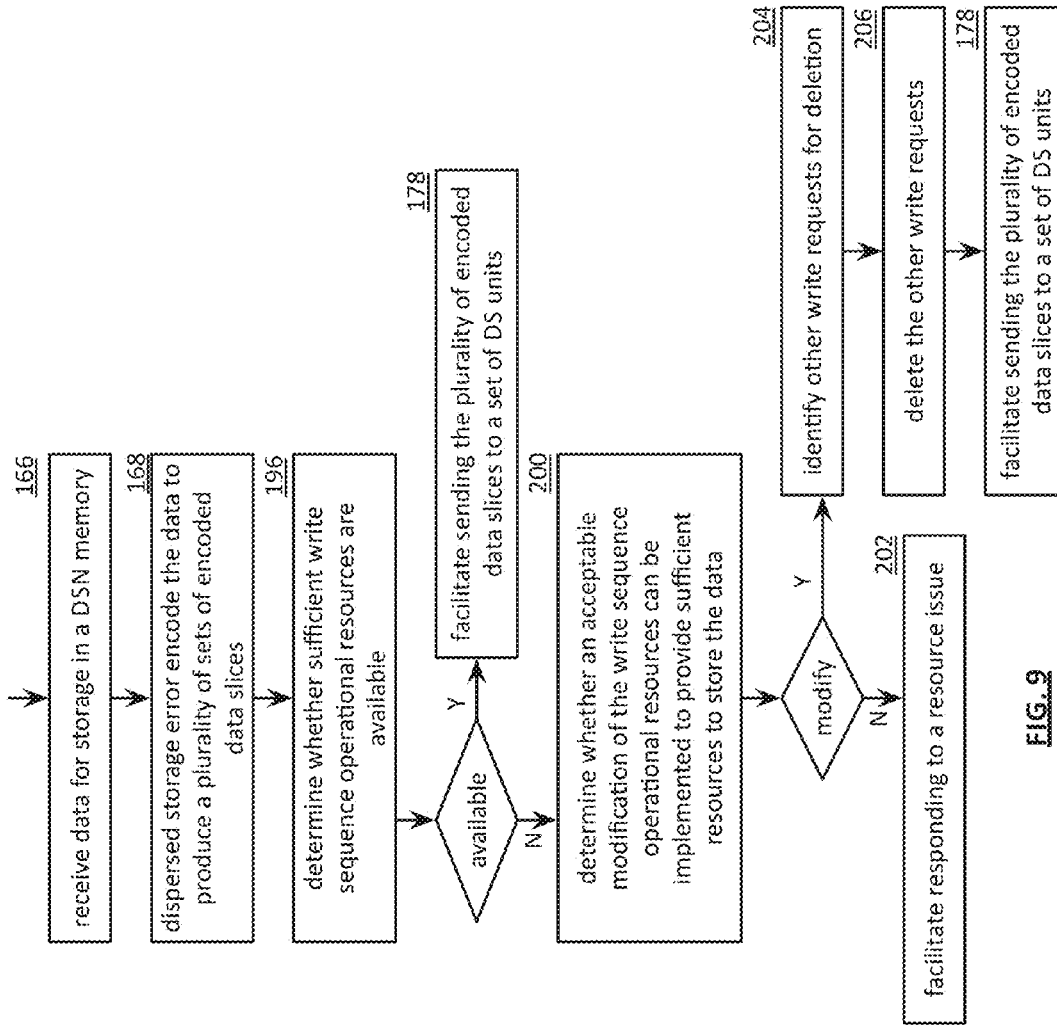 166
receive data for storage in a DSN memory
168
dispersed storage error encode the data to
produce a plurality of sets of encoded
data slices
196
determine whether sufficient write
sequence operational resources are
available
available
Y
N
178
facilitate sending the plurality of encoded
data slices to a set of DS units
200
determine whether an acceptable
modification of the write sequence
operational resources can be
implemented to provide sufficient
resources to store the data
modify
Y
N
202
facilitate responding to a resource issue
204
identify other write requests for deletion
206
delete the other write requests
178
facilitate sending the plurality of encoded
data slices to a set of DS units
FIG. 9